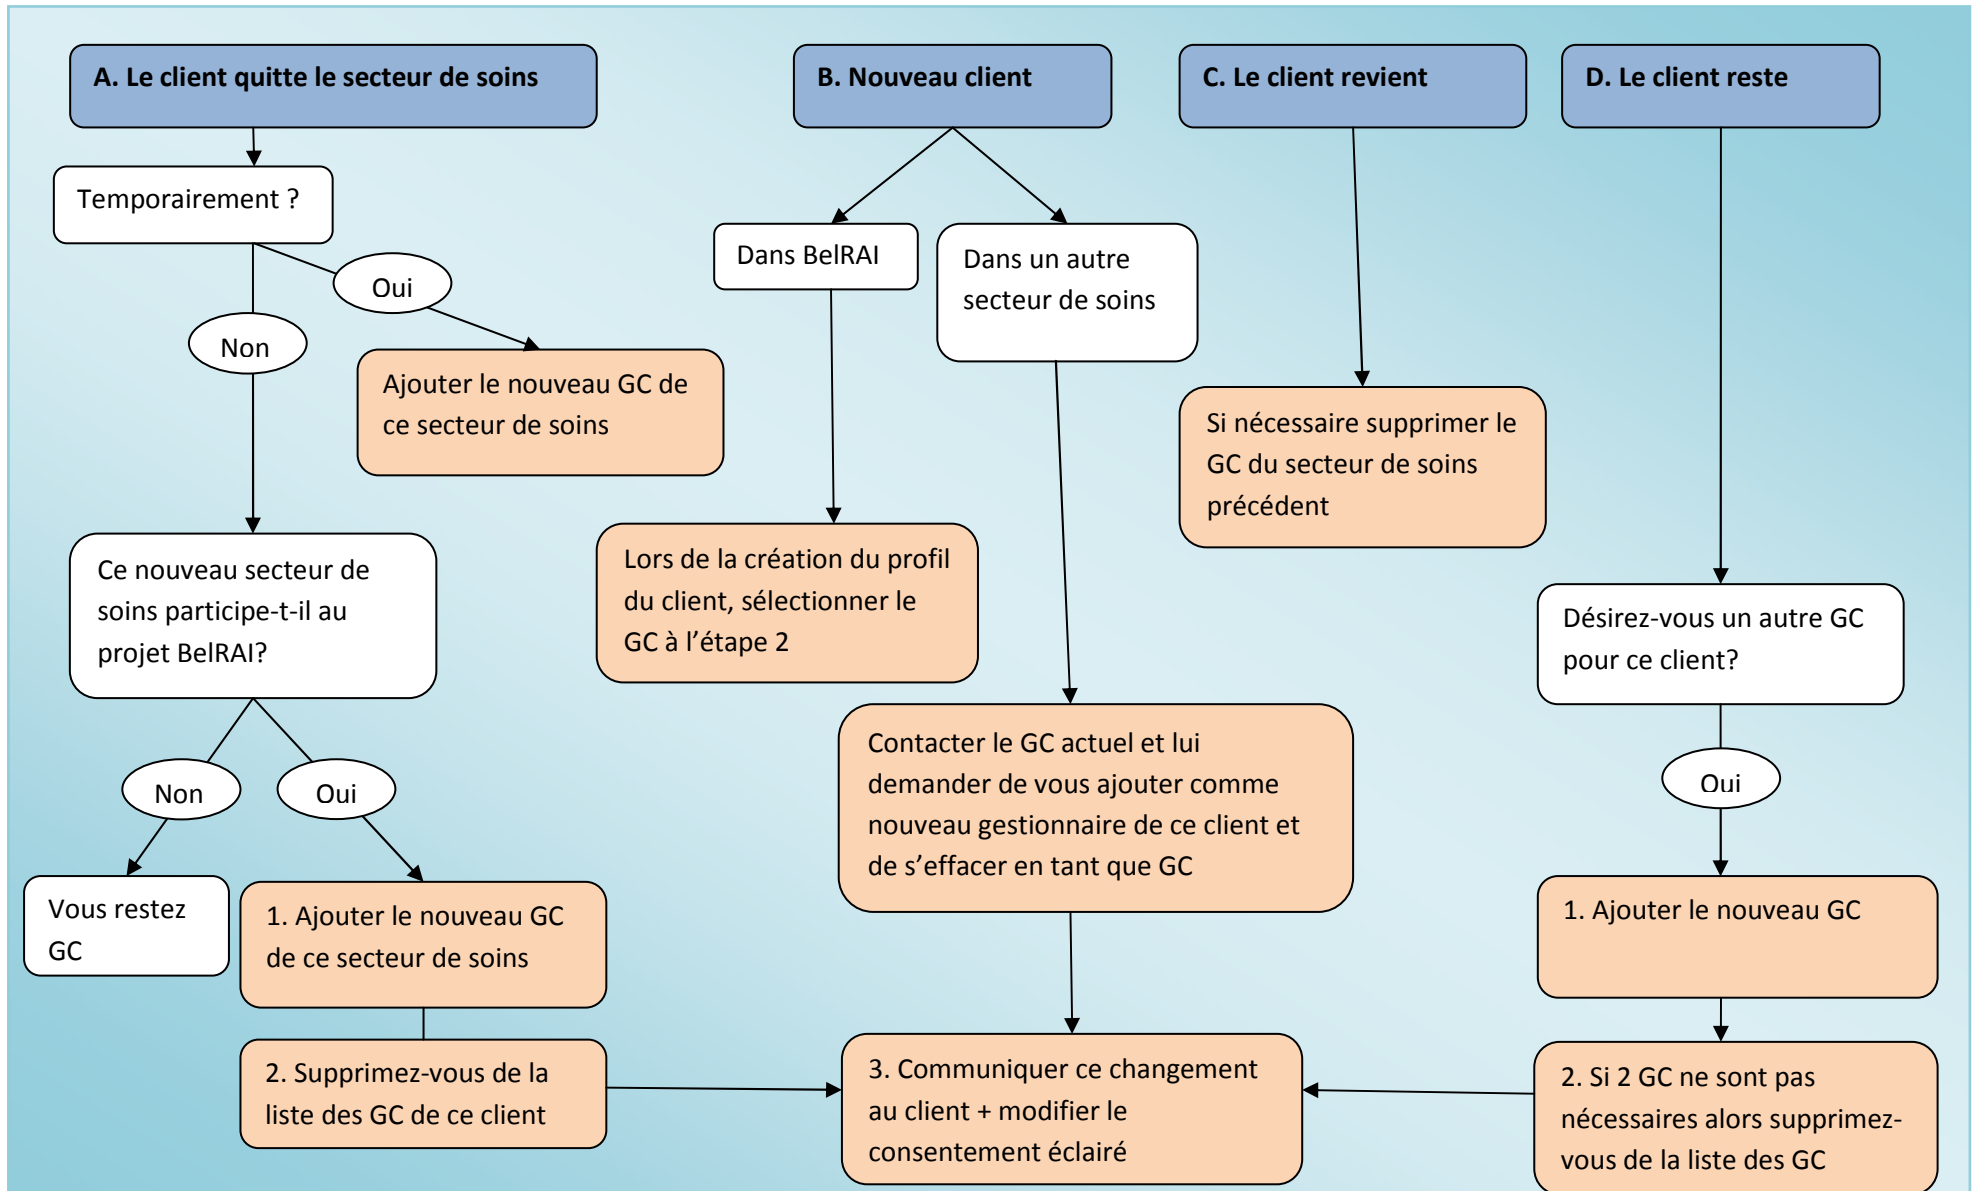 A. Le client quitte le secteur de soins
B. Nouveau client
C. Le client revient
D. Le client reste
Temporairement ?
Oui
Non
Ajouter le nouveau GC de
ce secteur de soins
Ce nouveau secteur de
soins participe-t-il au
projet BelRAI?
Non
Oui
Vous restez
GC
1. Ajouter le nouveau GC
de ce secteur de soins
2. Supprimez-vous de la
liste des GC de ce client
Dans BelRAI
Dans un autre
secteur de soins
Lors de la création du profil
du client, sélectionner le
GC à l’étape 2
Contacter le GC actuel et lui
demander de vous ajouter comme
nouveau gestionnaire de ce client et
de s’effacer en tant que GC
3. Communiquer ce changement
au client + modifier le
consentement éclairé
Si nécessaire supprimer le
GC du secteur de soins
précédent
Désirez-vous un autre GC
pour ce client?
Oui
1. Ajouter le nouveau GC
2. Si 2 GC ne sont pas
nécessaires alors supprimez-
vous de la liste des GC